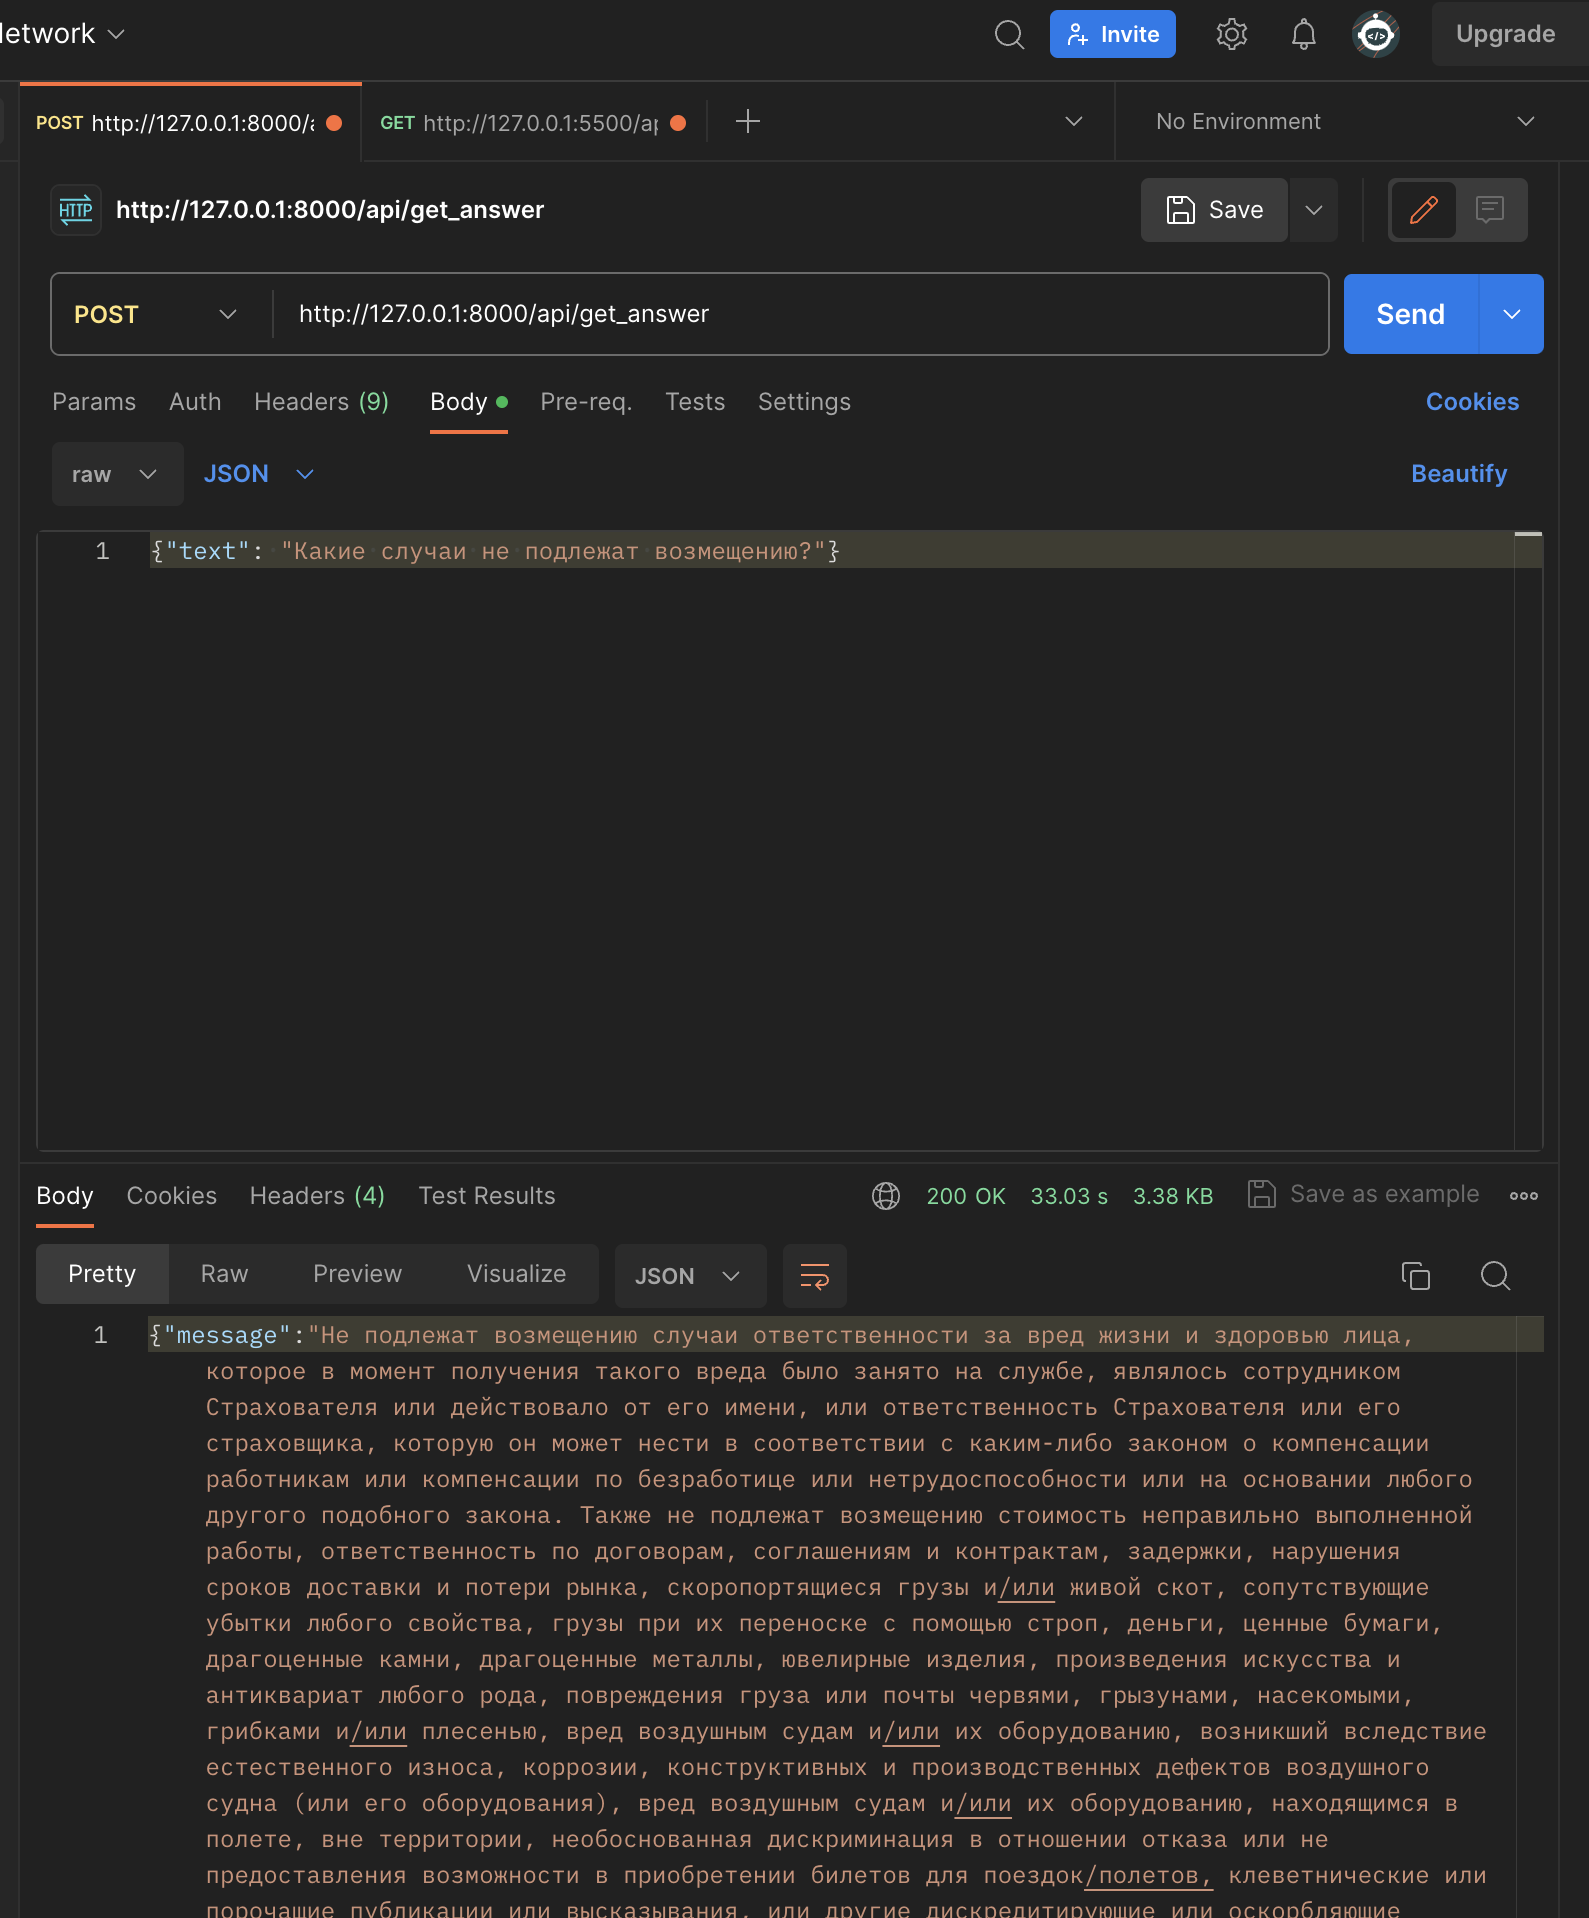 etwork
Invite
Upgrade
POST http://127.0.0.1:8000/
GET http://127.0.0.1:5500/ap
No Environment
HTTP http://127.0.0.1:8000/api/get_answer
Save
POST http://127.0.0.1:8000/api/get_answer
Send
Params Auth Headers (9) Body Pre-req. Tests Settings Cookies
raw JSON Beautify
1 {"text": "Какие случаи не подлежат возмещению?"}
Body Cookies Headers (4) Test Results 200 OK 33.03 s 3.38 KB Save as example
Pretty Raw Preview Visualize JSON
1 {"message":"Не подлежат возмещению случаи ответственности за вред жизни и здоровью лица,
которое в момент получения такого вреда было занято на службе, являлось сотрудником
Страхователя или действовало от его имени, или ответственность Страхователя или его
страховщика, которую он может нести в соответствии с каким-либо законом о компенсации
работникам или компенсации по безработице или нетрудоспособности или на основании любого
другого подобного закона. Также не подлежат возмещению стоимость неправильно выполненной
работы, ответственность по договорам, соглашениям и контрактам, задержки, нарушения
сроков доставки и потери рынка, скоропортящиеся грузы и/или живой скот, сопутствующие
убытки любого свойства, грузы при их переноске с помощью строп, деньги, ценные бумаги,
драгоценные камни, драгоценные металлы, ювелирные изделия, произведения искусства и
антиквариат любого рода, повреждения груза или почты червями, грызунами, насекомыми,
грибками и/или плесенью, вред воздушным судам и/или их оборудованию, возникший вследствие
естественного износа, коррозии, конструктивных и производственных дефектов воздушного
судна (или его оборудования), вред воздушным судам и/или их оборудованию, находящимся в
полете, вне территории, необоснованная дискриминация в отношении отказа или не
предоставления возможности в приобретении билетов для поездок/полетов, клеветнические или
порочащие публикации или высказывания, или другие дискредитирующие или оскорбляющие